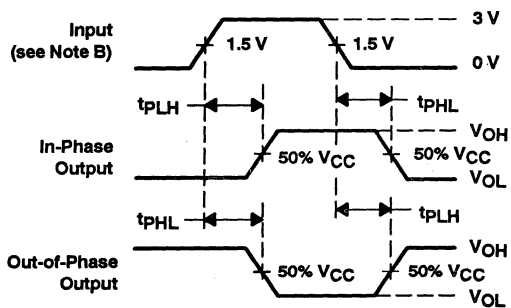 Input
(see Note B)
1.5 V
1.5 V
3 V
0 V
tPLH
tPHL
In-Phase
Output
50% VCC
50% VCC
VOH
VOL
tPHL
tPLH
Out-of-Phase
Output
50% VCC
50% VCC
VOH
VOL